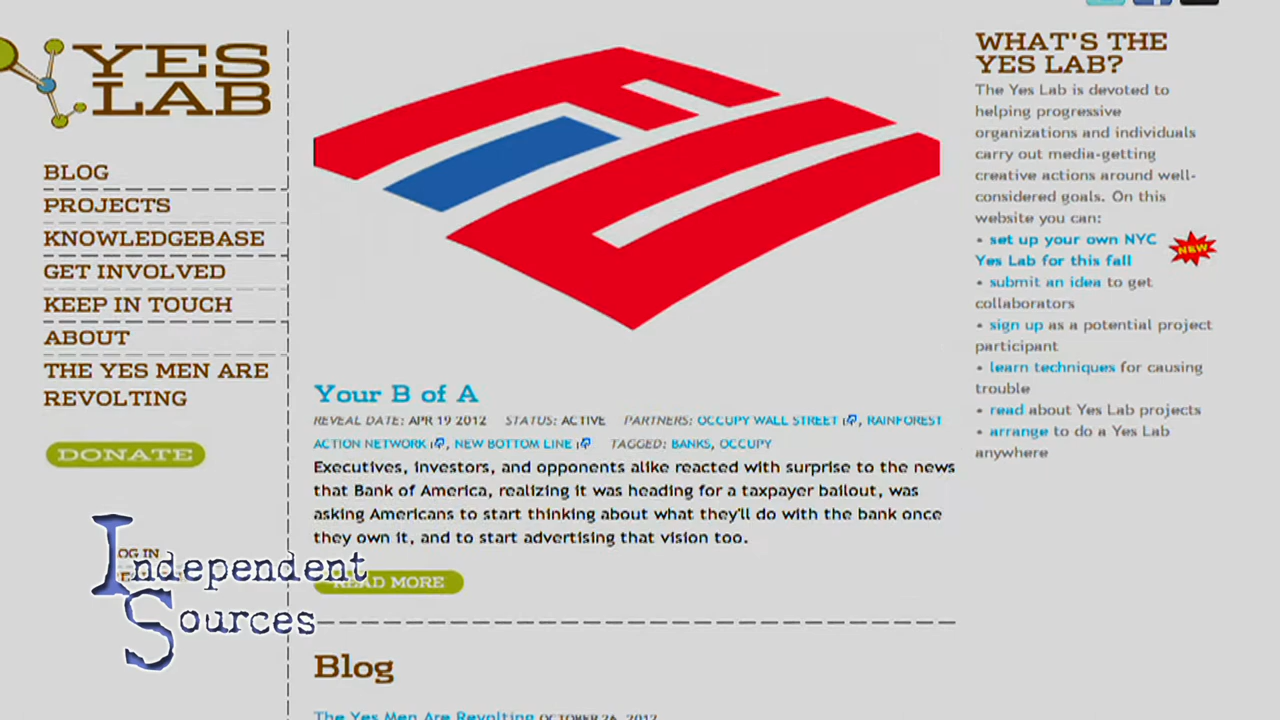 YES
LAB
BLOG
PROJECTS
KNOWLEDGEBASE
GET INVOLVED
KEEP IN TOUCH
ABOUT
THE YES MEN ARE
REVOLTING
DONATE
OG IN
Independent
Sources
Your B of A
REVEAL DATE: APR 19 2012 STATUS: ACTIVE PARTNERS: OCCUPY WALL STREET, RAINFOREST
ACTION NETWORK, NEW BOTTOM LINE TAGGED: BANKS, OCCUPY
Executives, investors, and opponents alike reacted with surprise to the news
that Bank of America, realizing it was heading for a taxpayer bailout, was
asking Americans to start thinking about what they'll do with the bank once
they own it, and to start advertising that vision too.
READ MORE
Blog
The Yes Men Are Revolting OCTOBER 26, 2012
WHAT'S THE
YES LAB?
The Yes Lab is devoted to
helping progressive
organizations and individuals
carry out media-getting
creative actions around well-
considered goals. On this
website you can:
• set up your own NYC
Yes Lab for this fall NEW
• submit an idea to get
collaborators
• sign up as a potential project
participant
• learn techniques for causing
trouble
• read about Yes Lab projects
• arrange to do a Yes Lab
anywhere